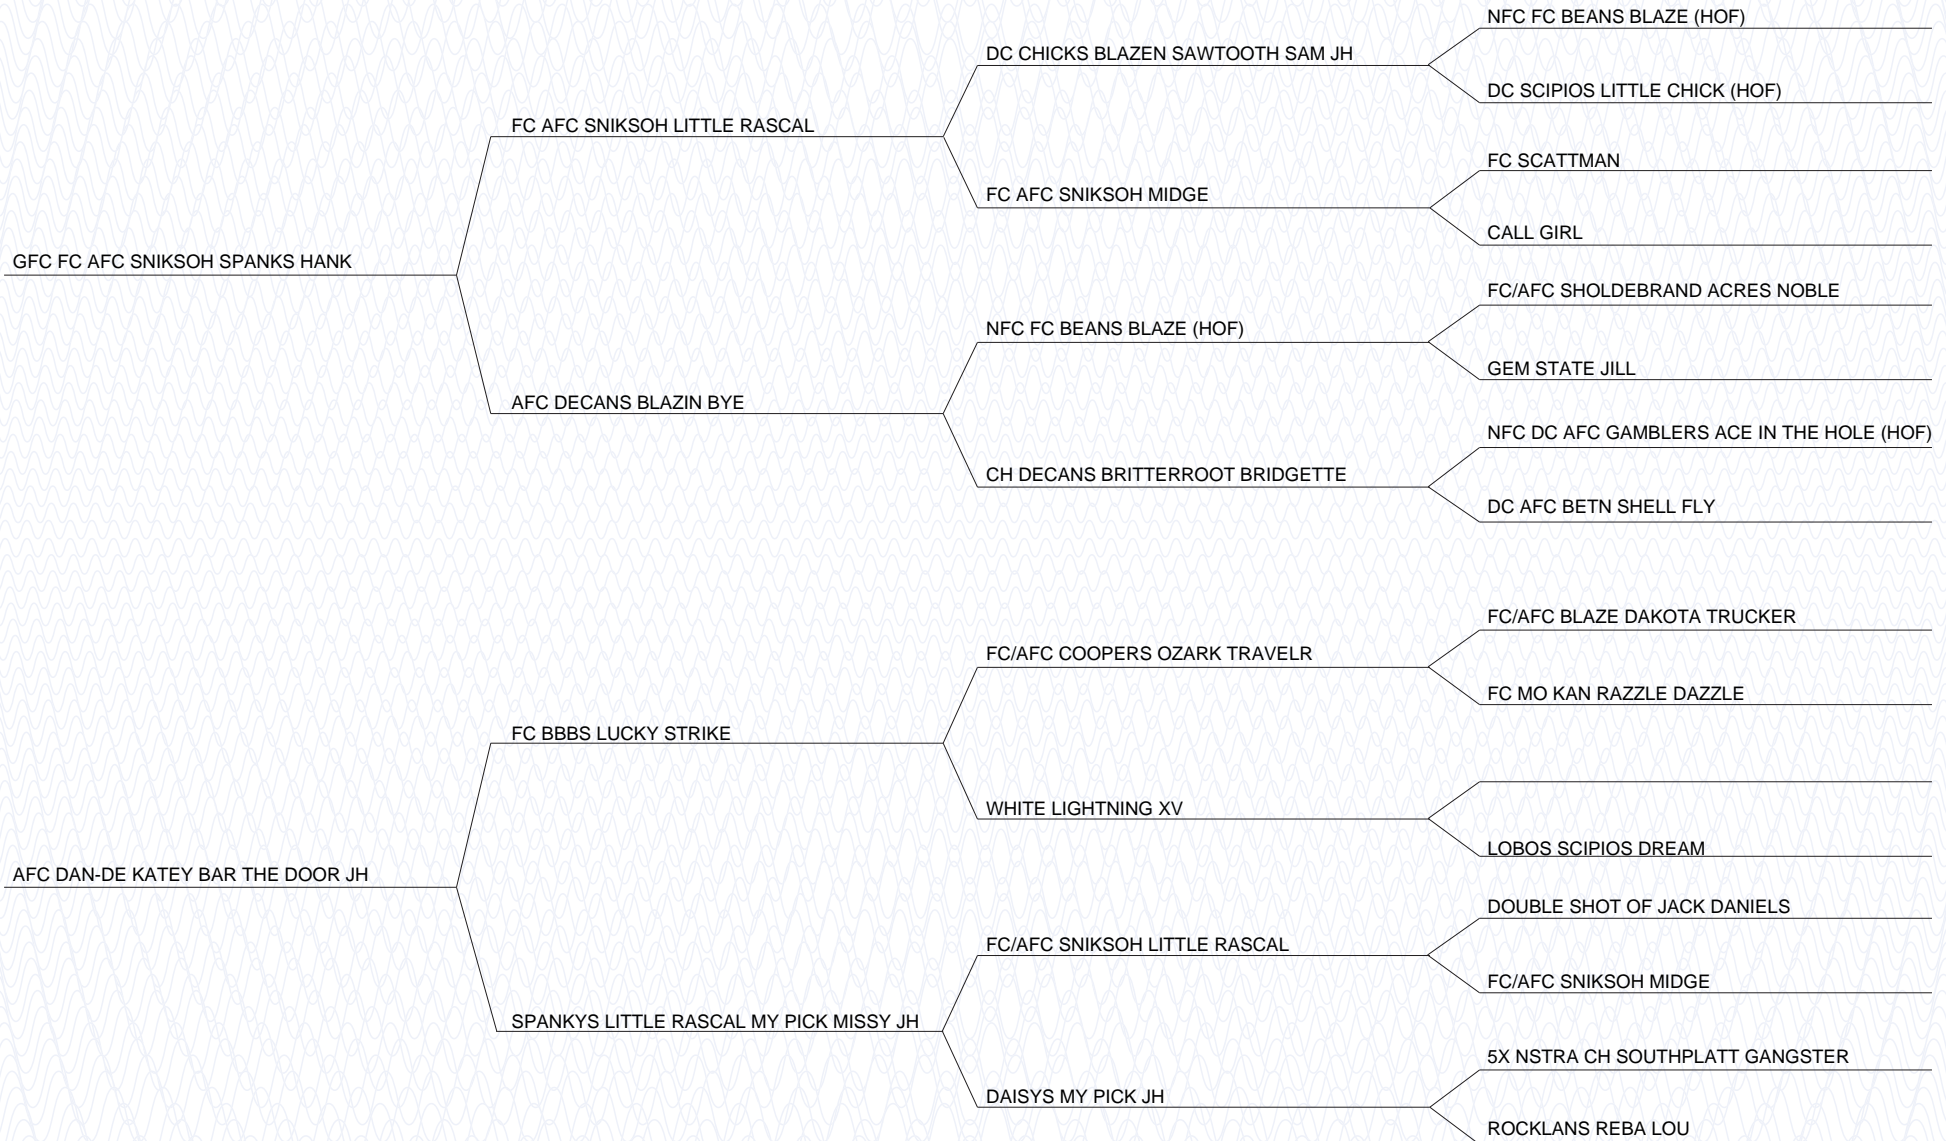 NFC FC BEANS BLAZE (HOF)
DC CHICKS BLAZEN SAWTOOTH SAM JH
DC SCIPIOS LITTLE CHICK (HOF)
FC AFC SNIKSOH LITTLE RASCAL
FC SCATTMAN
FC AFC SNIKSOH MIDGE
CALL GIRL
GFC FC AFC SNIKSOH SPANKS HANK
FC/AFC SHOLDEBRAND ACRES NOBLE
NFC FC BEANS BLAZE (HOF)
GEM STATE JILL
AFC DECANS BLAZIN BYE
NFC DC AFC GAMBLERS ACE IN THE HOLE (HOF)
CH DECANS BRITTERROOT BRIDGETTE
DC AFC BETN SHELL FLY
FC/AFC BLAZE DAKOTA TRUCKER
FC/AFC COOPERS OZARK TRAVELR
FC MO KAN RAZZLE DAZZLE
FC BBBS LUCKY STRIKE
WHITE LIGHTNING XV
LOBOS SCIPIOS DREAM
AFC DAN-DE KATEY BAR THE DOOR JH
DOUBLE SHOT OF JACK DANIELS
FC/AFC SNIKSOH LITTLE RASCAL
FC/AFC SNIKSOH MIDGE
SPANKYS LITTLE RASCAL MY PICK MISSY JH
5X NSTRA CH SOUTHPLATT GANGSTER
DAISYS MY PICK JH
ROCKLANS REBA LOU